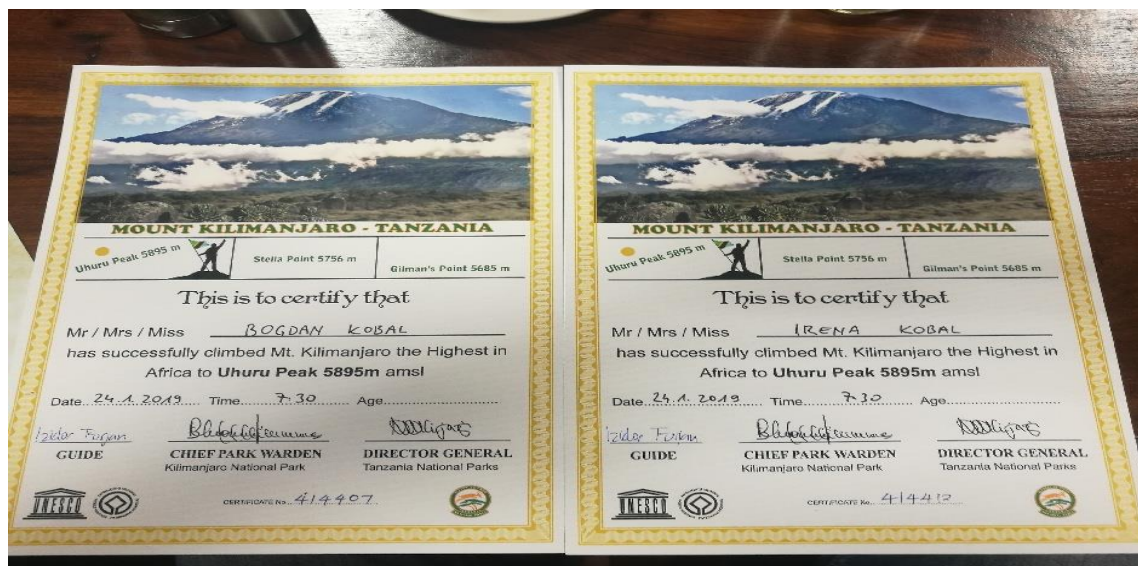 MOUNT KILIMANJARO - TANZANIA
Uhuru Peak 5895 m
Stella Point 5756 m
Gilman's Point 5685 m
This is to certify that
Mr / Mrs / Miss BOGDAN KOBAL
has successfully climbed Mt. Kilimanjaro the Highest in
Africa to Uhuru Peak 5895m amsl
Date 24.1.2019 Time 7:30 Age
Izidor Furjan
GUIDE
CHIEF PARK WARDEN
Kilimanjaro National Park
DIRECTOR GENERAL
Tanzania National Parks
UNESCO
CERTIFICATE No. 414407
MOUNT KILIMANJARO - TANZANIA
Uhuru Peak 5895 m
Stella Point 5756 m
Gilman's Point 5685 m
This is to certify that
Mr / Mrs / Miss IRENA KOBAL
has successfully climbed Mt. Kilimanjaro the Highest in
Africa to Uhuru Peak 5895m amsl
Date 24.1.2019 Time 7.30 Age
Izidor Furjan
GUIDE
CHIEF PARK WARDEN
Kilimanjaro National Park
DIRECTOR GENERAL
Tanzania National Parks
UNESCO
CERTIFICATE No. 414412